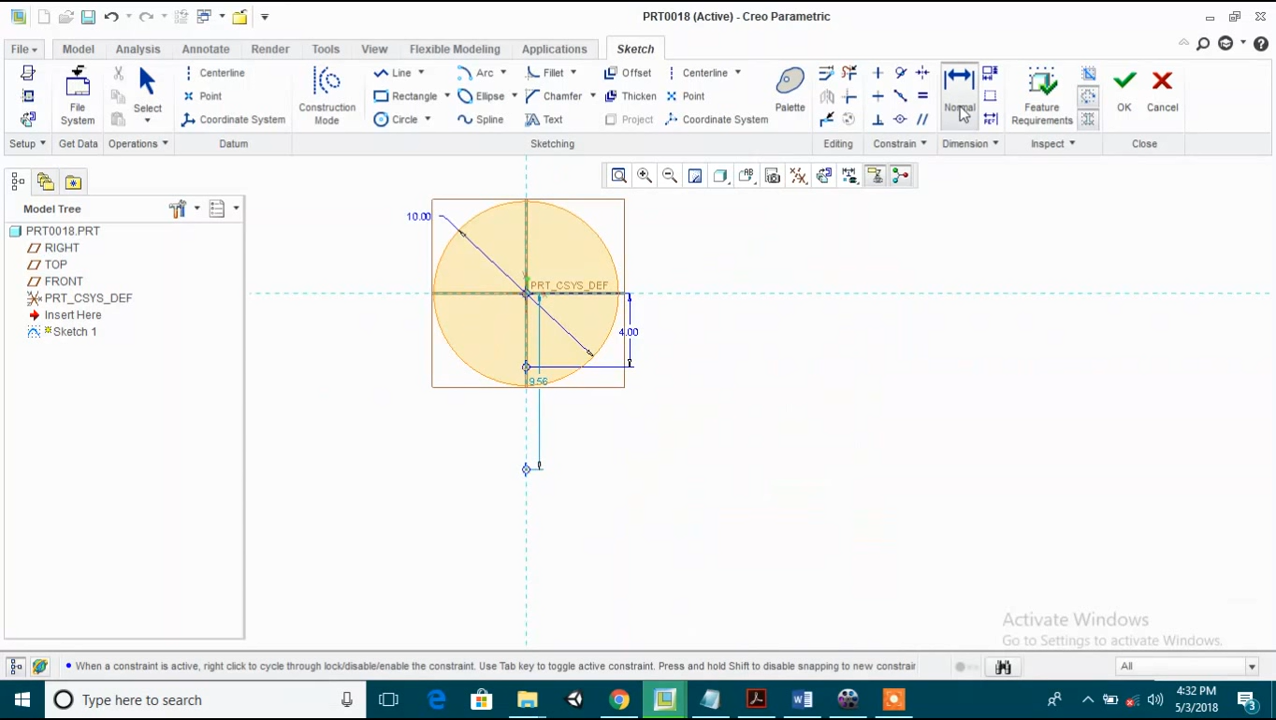 PRT0018 (Active) - Creo Parametric
File Model Analysis Annotate Render Tools View Flexible Modeling Applications Sketch
File System
Select
Centerline
Point
Coordinate System
Construction Mode
Line Arc Fillet Offset Centerline
Rectangle Ellipse Chamfer Thicken Point
Circle Spline Text Project Coordinate System
Palette
Normal
Feature Requirements
OK Cancel
Setup Get Data Operations Datum Sketching Editing Constrain Dimension Inspect Close
Model Tree
PRT0018.PRT
RIGHT
TOP
FRONT
PRT_CSYS_DEF
Insert Here
Sketch 1
10.00
PRT_CSYS_DEF
4.00
9.56
Activate Windows
Go to Settings to activate Windows.
When a constraint is active, right click to cycle through lock/disable/enable the constraint. Use Tab key to toggle active constraint. Press and hold Shift to disable snapping to new constrair
All
Type here to search
4:32 PM
5/3/2018
3